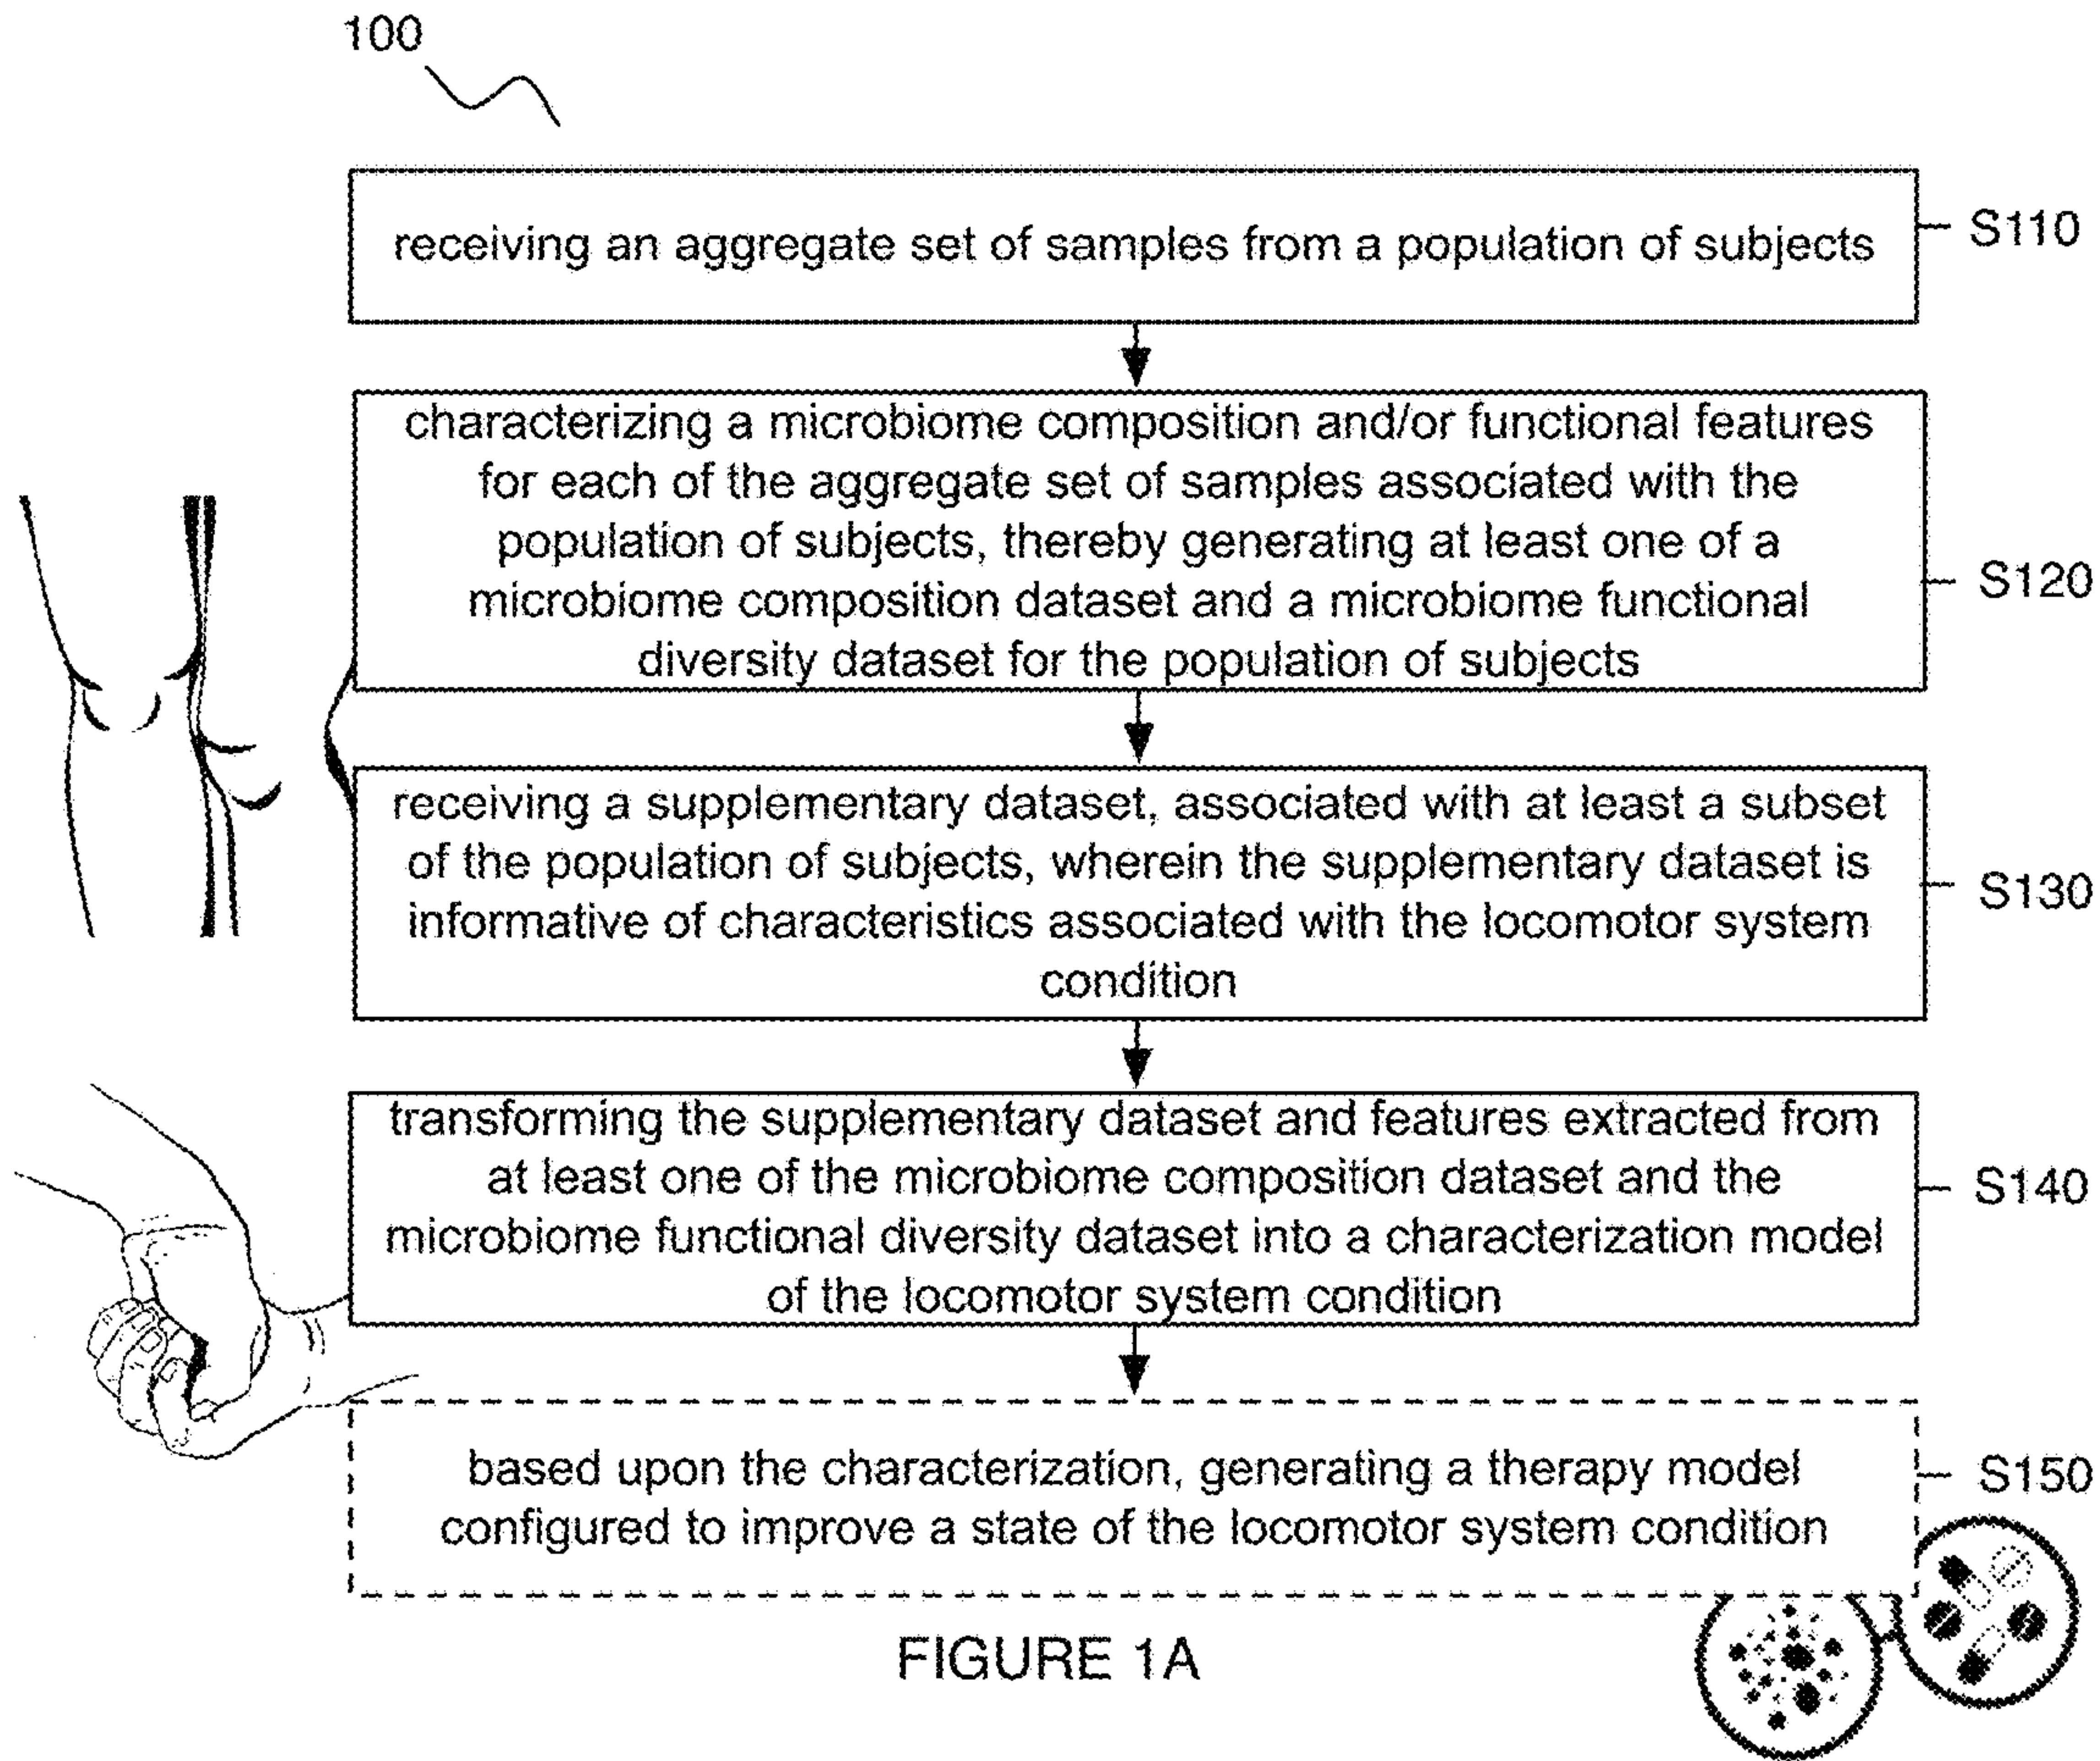 100
receiving an aggregate set of samples from a population of subjects
S110
characterizing a microbiome composition and/or functional features
for each of the aggregate set of samples associated with the
population of subjects, thereby generating at least one of a
microbiome composition dataset and a microbiome functional
diversity dataset for the population of subjects
S120
receiving a supplementary dataset, associated with at least a subset
of the population of subjects, wherein the supplementary dataset is
informative of characteristics associated with the locomotor system
condition
S130
transforming the supplementary dataset and features extracted from
at least one of the microbiome composition dataset and the
microbiome functional diversity dataset into a characterization model
of the locomotor system condition
S140
based upon the characterization, generating a therapy model
configured to improve a state of the locomotor system condition
S150
FIGURE 1A